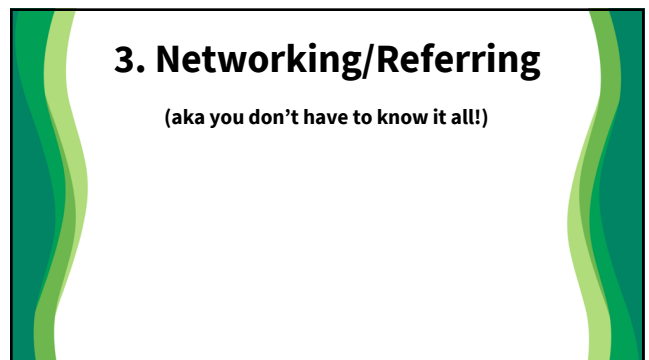 3. Networking/Referring
(aka you don’t have to know it all!)